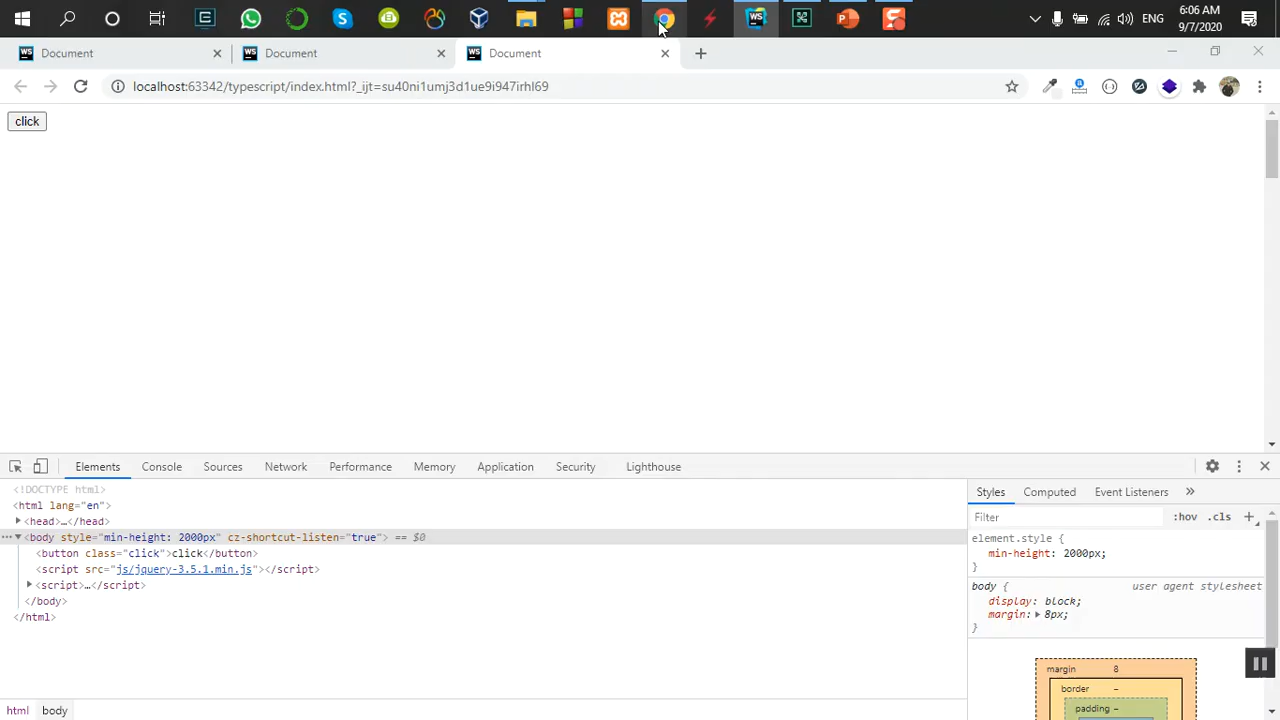 6:06 AM
ENG
9/7/2020
Document
Document
Document
localhost:63342/typescript/index.html?_ijt=zu40ni1umj3d1ue9i947irhl69
click
Elements
Console
Sources
Network
Performance
Memory
Application
Security
Lighthouse
<!DOCTYPE html>
<html lang="en">
<head>…</head>
<body style="min-height: 2000px" cz-shortcut-listen="true"> == $0
<button class="click">click</button>
<script src="js/jquery-3.5.1.min.js"></script>
<script>…</script>
</body>
</html>
html body
Styles Computed Event Listeners »
Filter :hov .cls +
element.style {
min-height: 2000px;
}
body { user agent stylesheet
display: block;
margin: 8px;
}
margin 8
border –
padding –